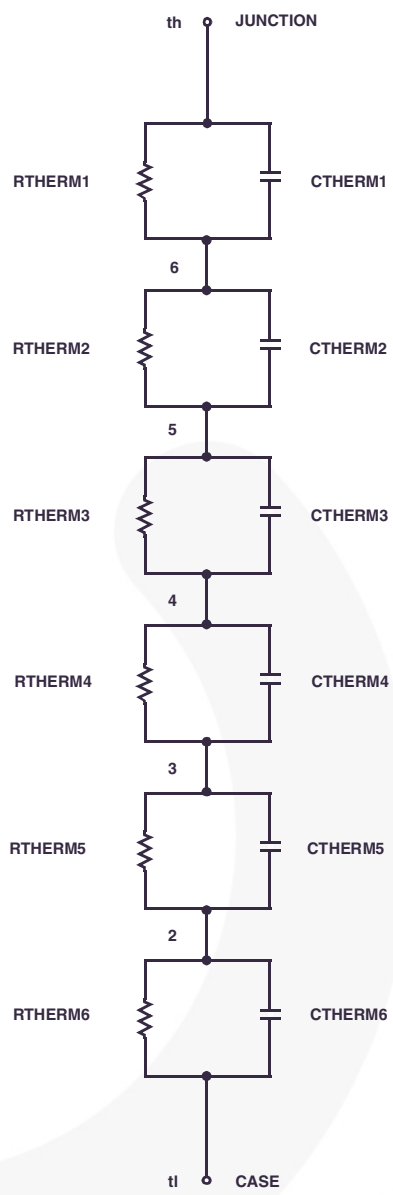 th JUNCTION
RTHERM1 CTHERM1
6
RTHERM2 CTHERM2
5
RTHERM3 CTHERM3
4
RTHERM4 CTHERM4
3
RTHERM5 CTHERM5
2
RTHERM6 CTHERM6
tl CASE